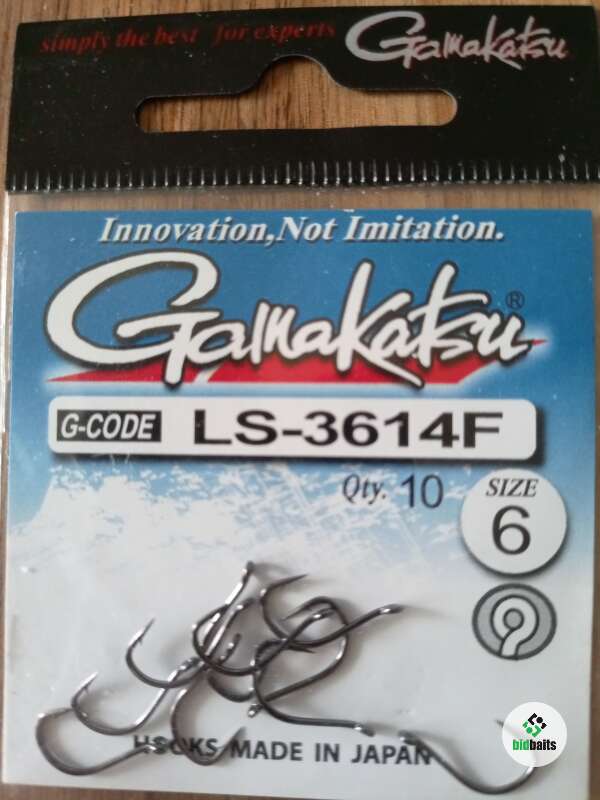 simply the best for experts Gamakatsu
Innovation,Not Imitation.
Gamakatsu®
G-CODE LS-3614F
Qty. 10 SIZE
6
HOOKS MADE IN JAPAN
bidbaits